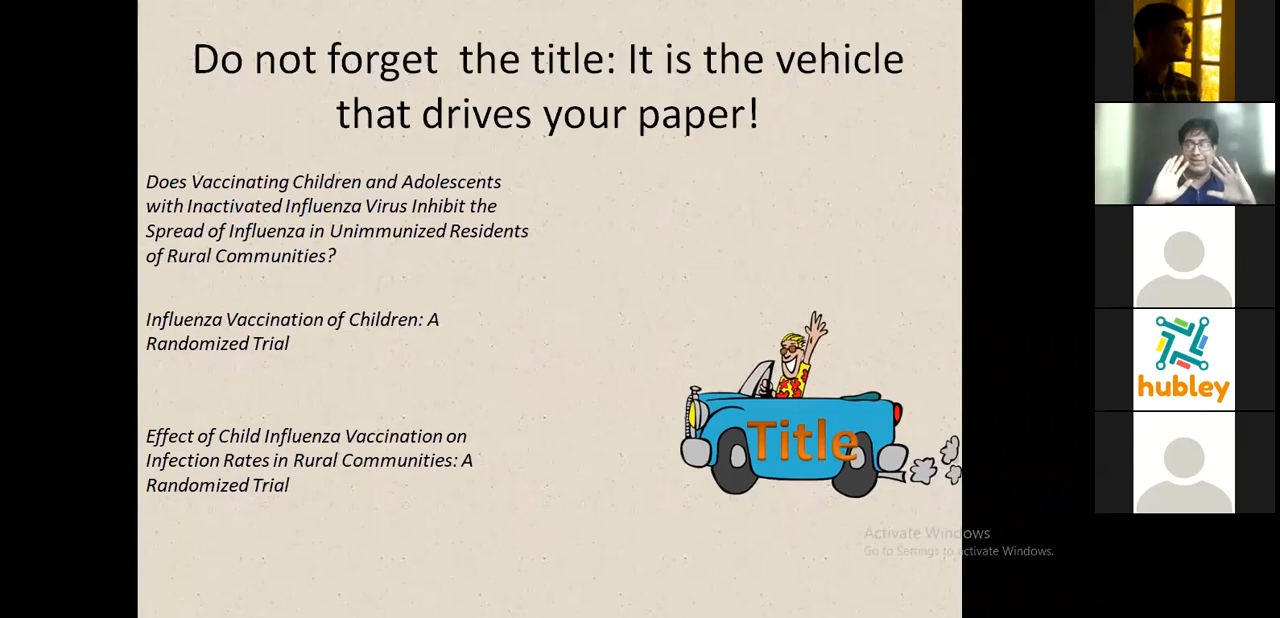 Do not forget  the title: It is the vehicle
that drives your paper!
Does Vaccinating Children and Adolescents
with Inactivated Influenza Virus Inhibit the
Spread of Influenza in Unimmunized Residents
of Rural Communities?
Influenza Vaccination of Children: A
Randomized Trial
Effect of Child Influenza Vaccination on
Infection Rates in Rural Communities: A
Randomized Trial
Title
Activate Windows
Go to Settings to activate Windows.
hubley